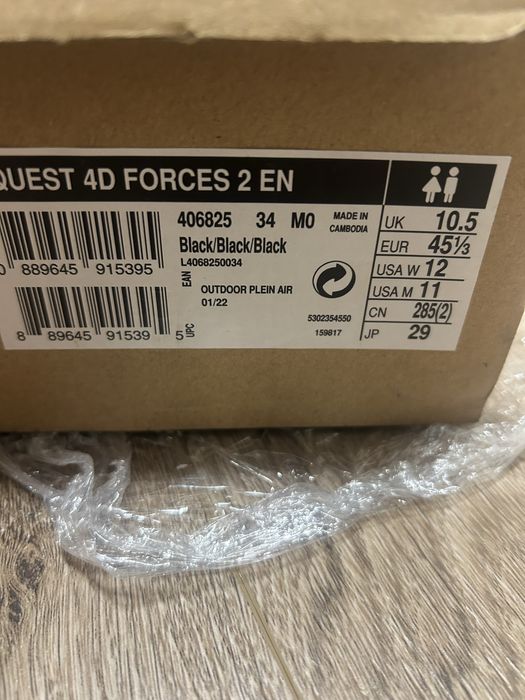 QUEST 4D FORCES 2 EN
406825 34 M0
MADE IN
CAMBODIA
Black/Black/Black
L4068250034
EAN
0 889645 915395
OUTDOOR PLEIN AIR
01/22
8 89645 91539 5
UPC
5302354550
159817
UK 10.5
EUR 45⅓
USA W 12
USA M 11
CN 285(2)
JP 29